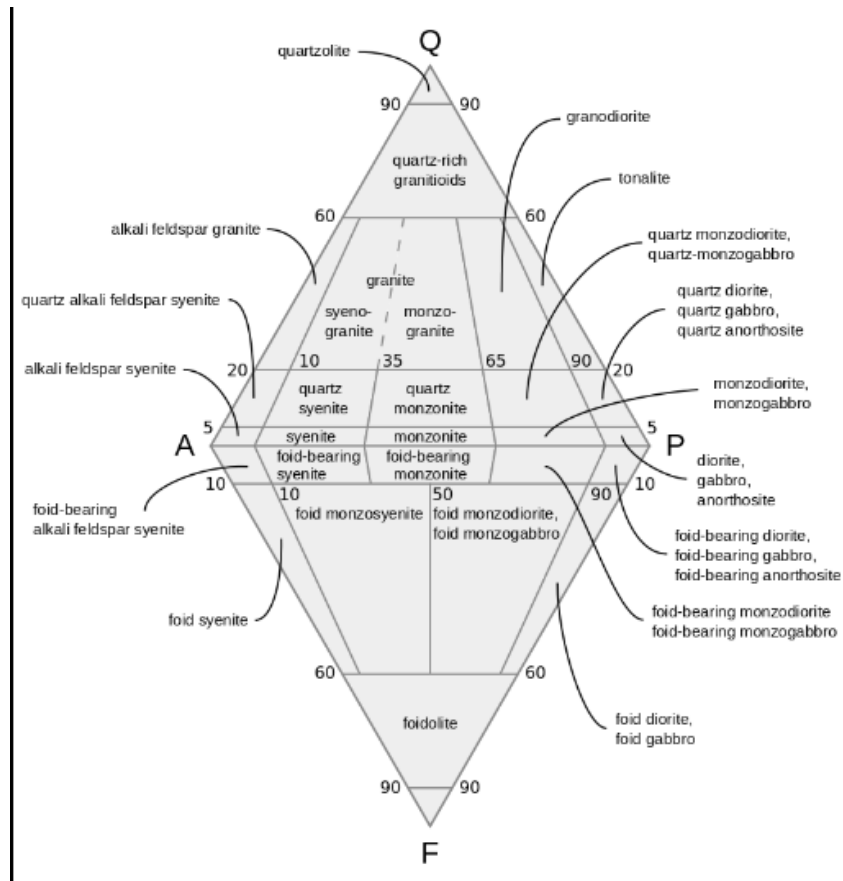 Q
quartzolite
90
90
granodiorite
quartz-rich
granitioids
tonalite
60
60
alkali feldspar granite
quartz monzodiorite,
quartz-monzogabbro
granite
quartz alkali feldspar syenite
quartz diorite,
quartz gabbro,
quartz anorthosite
syeno-
granite
monzo-
granite
alkali feldspar syenite
20
10
35
65
90
20
quartz
syenite
quartz
monzonite
monzodiorite,
monzogabbro
5
5
A
syenite
monzonite
P
foid-bearing
syenite
foid-bearing
monzonite
diorite,
gabbro,
anorthosite
10
10
50
90
10
foid-bearing
alkali feldspar syenite
foid monzosyenite
foid monzodiorite,
foid monzogabbro
foid-bearing diorite,
foid-bearing gabbro,
foid-bearing anorthosite
foid syenite
foid-bearing monzodiorite
foid-bearing monzogabbro
60
60
foidolite
foid diorite,
foid gabbro
90
90
F